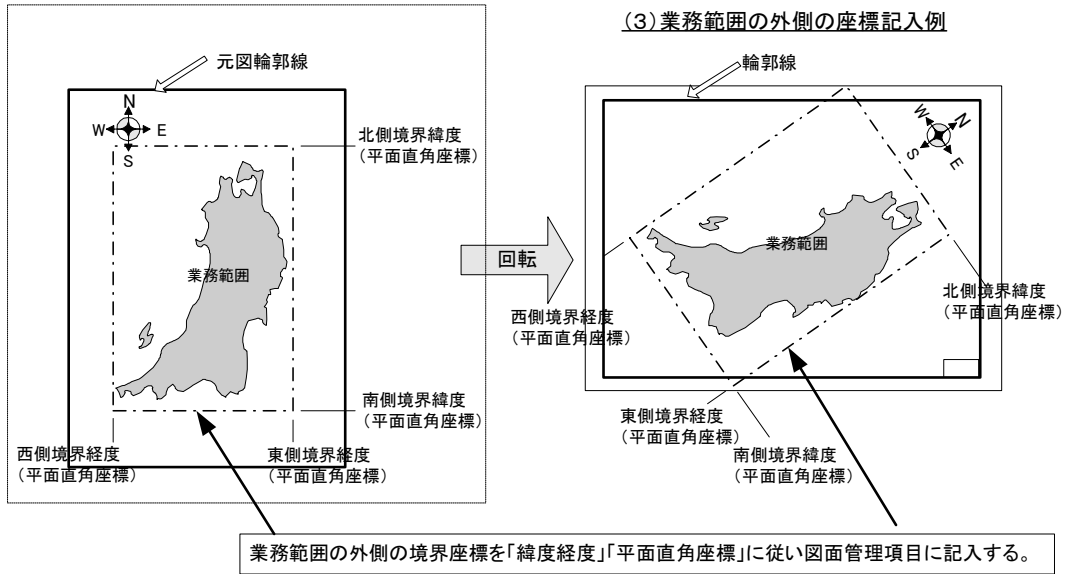 (3)業務範囲の外側の座標記入例
元図輪郭線
N
W
E
S
北側境界緯度
(平面直角座標)
業務範囲
南側境界緯度
(平面直角座標)
西側境界経度
(平面直角座標)
東側境界経度
(平面直角座標)
回転
輪郭線
W
N
S
E
業務範囲
北側境界緯度
(平面直角座標)
西側境界経度
(平面直角座標)
東側境界経度
(平面直角座標)
南側境界緯度
(平面直角座標)
業務範囲の外側の境界座標を「緯度経度」「平面直角座標」に従い図面管理項目に記入する。